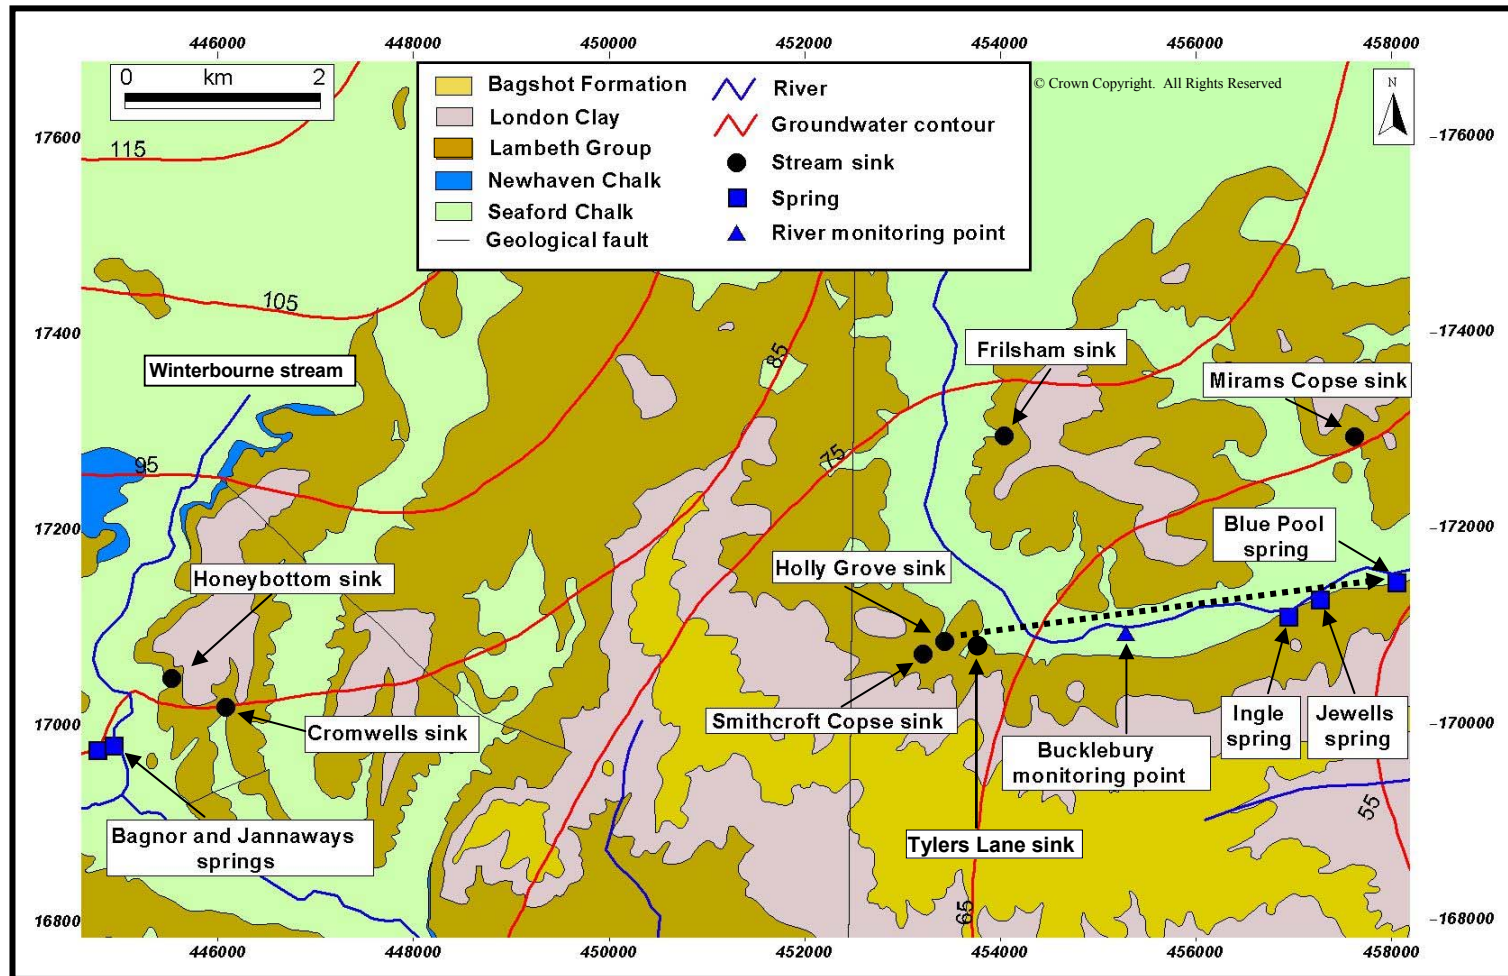 446000 448000 450000 452000 454000 456000 458000
0 km 2
Bagshot Formation
London Clay
Lambeth Group
Newhaven Chalk
Seaford Chalk
Geological fault
River
Groundwater contour
Stream sink
Spring
River monitoring point
© Crown Copyright. All Rights Reserved
N
17600
176000
115
17400
174000
105
Winterbourne stream
85
Frilsham sink
Mirams Copse sink
95
75
17200
172000
Blue Pool
spring
Honeybottom sink
Holly Grove sink
17000
170000
Cromwells sink
Smithcroft Copse sink
Bucklebury
monitoring point
Ingle
spring
Jewells
spring
Bagnor and Jannaways
springs
Tylers Lane sink
55
65
16800
168000
446000 448000 450000 452000 454000 456000 458000